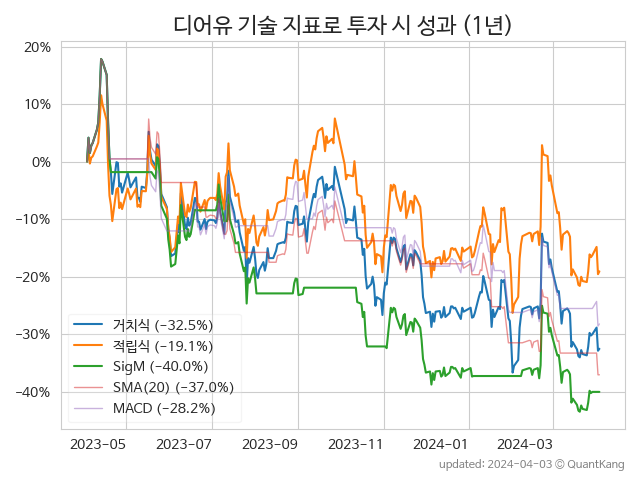 디어유 기술 지표로 투자 시 성과 (1년)
20%
10%
0%
−10%
−20%
−30%
−40%
거치식 (−32.5%)
적립식 (−19.1%)
SigM (−40.0%)
SMA(20) (−37.0%)
MACD (−28.2%)
2023-05
2023-07
2023-09
2023-11
2024-01
2024-03
updated: 2024-04-03 © QuantKang